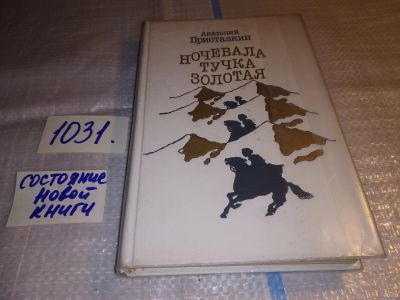 Анатолий
Приставкин
НОЧЕВАЛА
ТУЧКА
ЗОЛОТАЯ
1031.
СОСТОЯНИЕ
НОВОЙ
КНИГИ